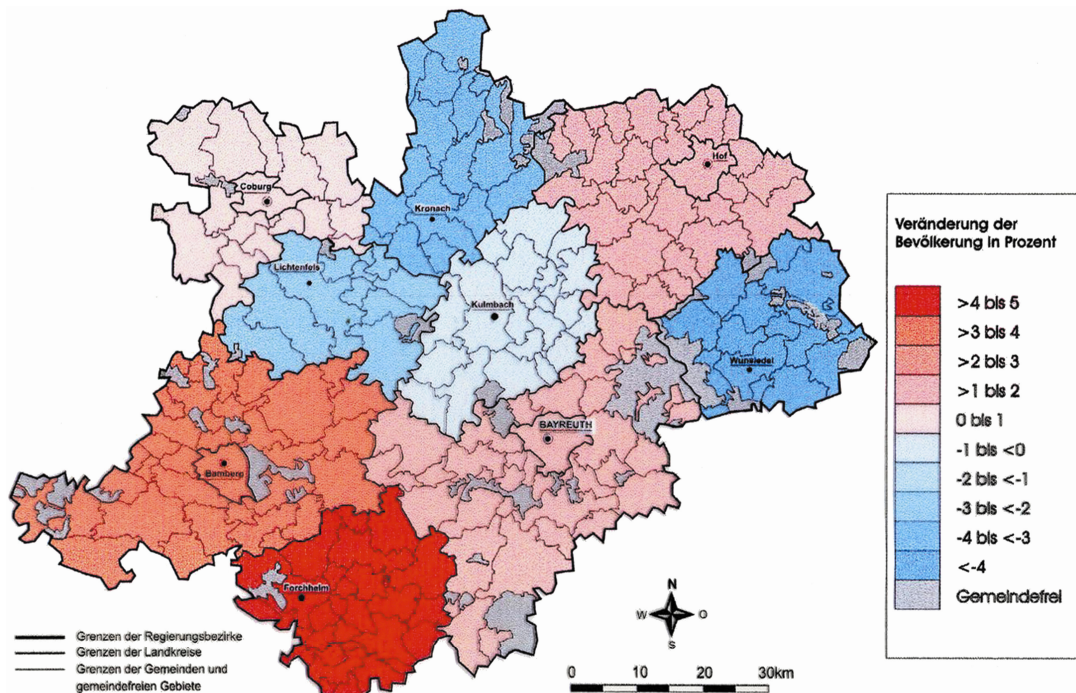 Coburg
Hof
Kronach
Lichtenfels
Kulmbach
Wunsiedel
BAYREUTH
Bamberg
Forchheim
Veränderung der
Bevölkerung in Prozent
>4 bis 5
>3 bis 4
>2 bis 3
>1 bis 2
0 bis 1
-1 bis <0
-2 bis <-1
-3 bis <-2
-4 bis <-3
<-4
Gemeindefrei
N
W O
S
Grenzen der Regierungsbezirke
Grenzen der Landkreise
Grenzen der Gemeinden und
gemeindefreien Gebiete
0 10 20 30km